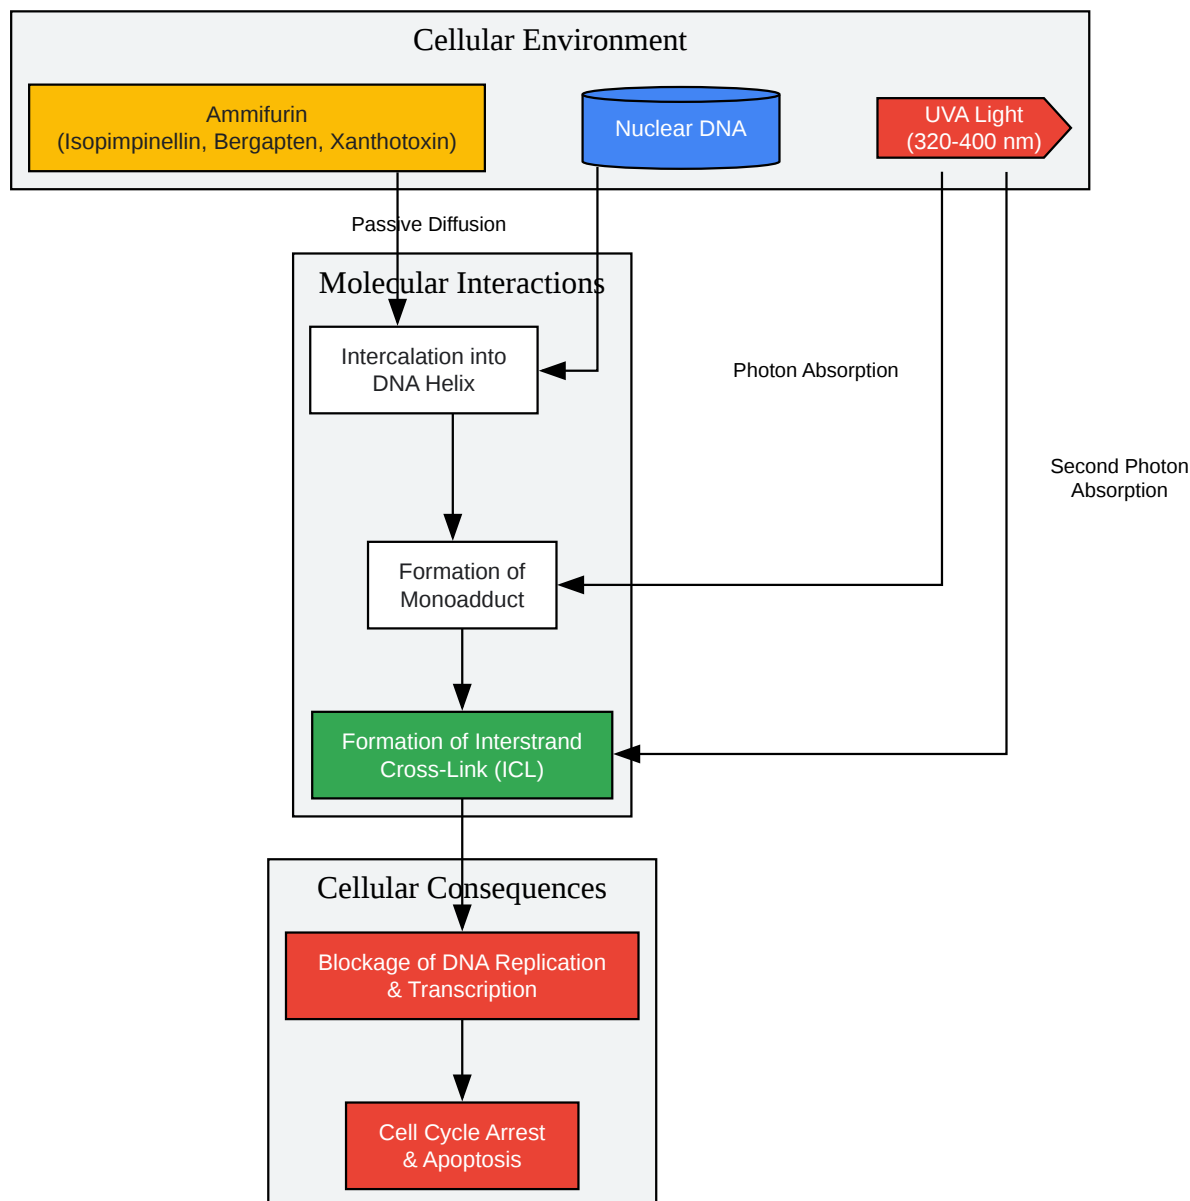 Cellular Environment
Ammifurin
(Isopimpinellin, Bergapten, Xanthotoxin)
Nuclear DNA
UVA Light
(320-400 nm)
Passive Diffusion
Molecular Interactions
Intercalation into
DNA Helix
Photon Absorption
Second Photon
Absorption
Formation of
Monoadduct
Formation of Interstrand
Cross-Link (ICL)
Cellular Consequences
Blockage of DNA Replication
& Transcription
Cell Cycle Arrest
& Apoptosis